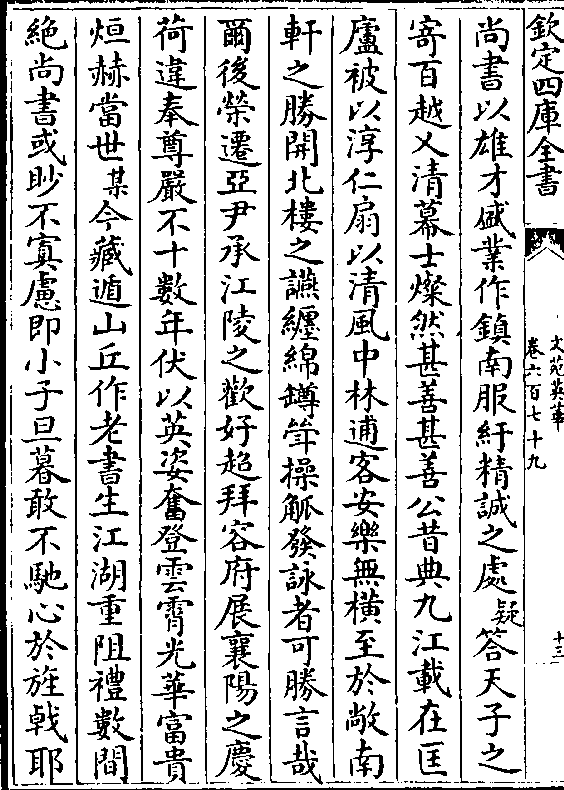 欽定四庫全書
文苑英華
卷六百七十九
十三
尚書以雄才盛業作鎮南服紆精誠之處疑答天子之
寄百越乂清幕士燦然甚善甚善公昔典九江載在匡
廬被以淳仁扇以清風中林逋客安樂無橫至於敞南
軒之勝開北樓之讌纏綿罇斝操觚發詠者可勝言哉
爾後榮遷亞尹承江陵之歡好超拜容府展襄陽之慶
荷違奉尊嚴不十數年伏以英姿奮登雲霄光華富貴
烜赫當世某今藏遁山丘作老書生江湖重阻禮數間
絶尚書或眇不寘慮即小子旦暮敢不馳心於旌戟耶